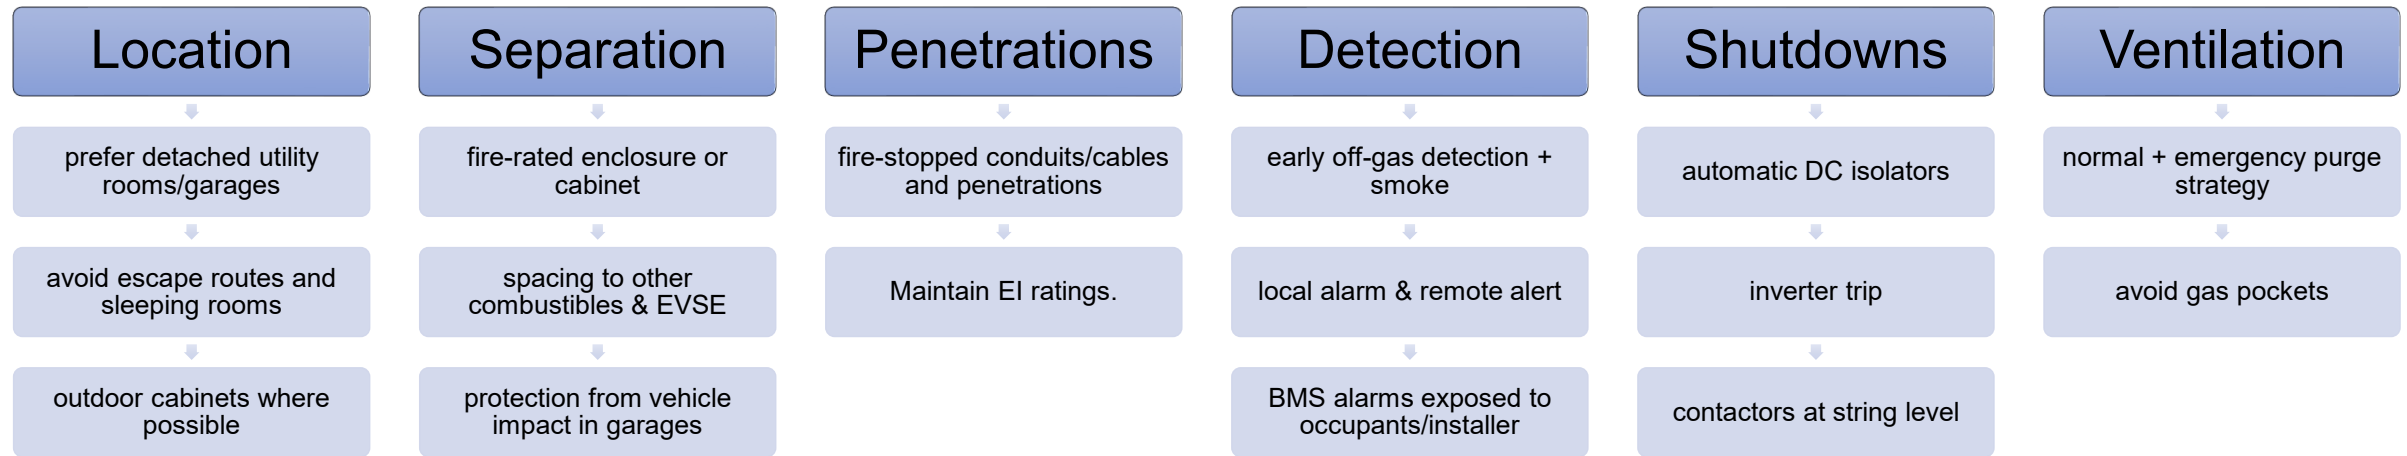 Location
prefer detached utility
rooms/garages
avoid escape routes and
sleeping rooms
outdoor cabinets where
possible
Separation
fire-rated enclosure or
cabinet
spacing to other
combustibles & EVSE
protection from vehicle
impact in garages
Penetrations
fire-stopped conduits/cables
and penetrations
Maintain EI ratings.
Detection
early off-gas detection +
smoke
local alarm & remote alert
BMS alarms exposed to
occupants/installer
Shutdowns
automatic DC isolators
inverter trip
contactors at string level
Ventilation
normal + emergency purge
strategy
avoid gas pockets